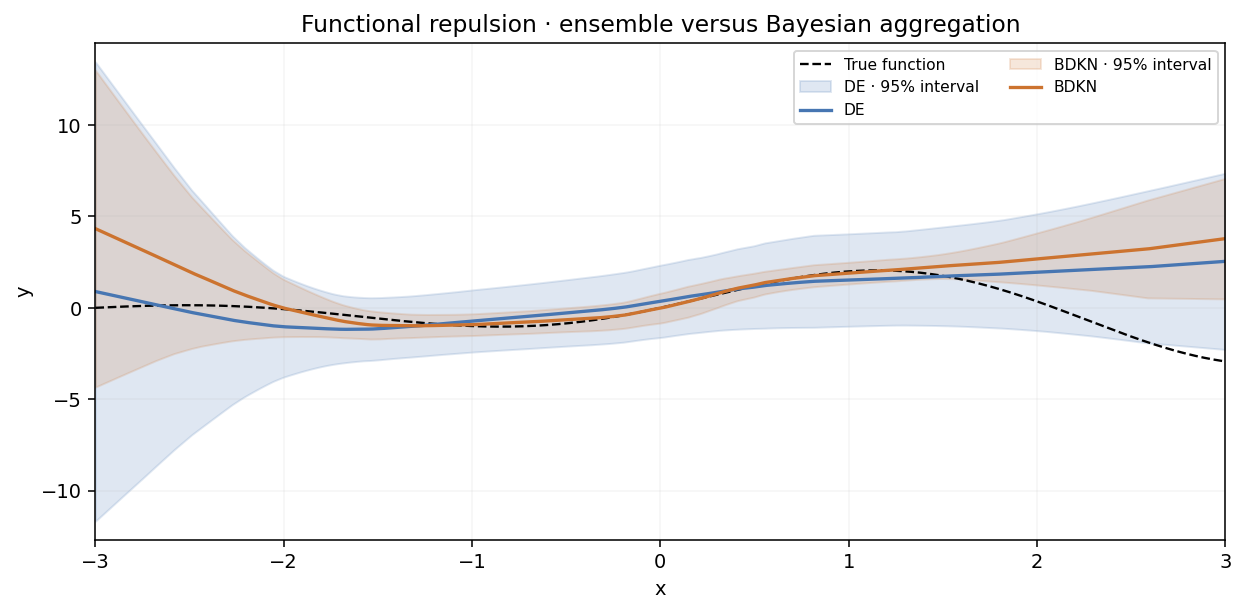 Functional repulsion · ensemble versus Bayesian aggregation
True function
DE · 95% interval
DE
BDKN · 95% interval
BDKN
y
10
5
0
−5
−10
−3
−2
−1
0
1
2
3
x